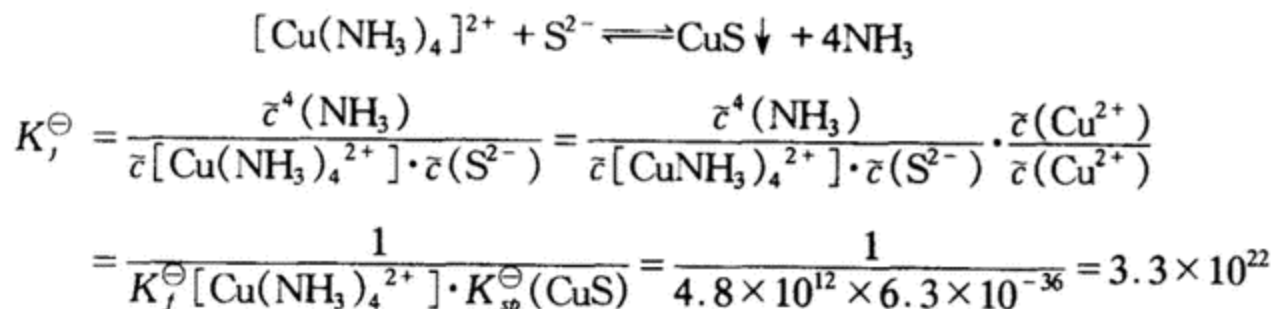 [Cu(NH₃)₄]²⁺ + S²⁻ ⇌ CuS↓ + 4NH₃
K_j^⊖ = c̃⁴(NH₃) / c̃[Cu(NH₃)₄²⁺]·c̃(S²⁻) = c̃⁴(NH₃) / c̃[CuNH₃)₄²⁺]·c̃(S²⁻) · c̃(Cu²⁺) / c̃(Cu²⁺)
= 1 / K_f^⊖[Cu(NH₃)₄²⁺]·K_sp^⊖(CuS) = 1 / 4.8×10¹²×6.3×10⁻³⁶ = 3.3×10²²